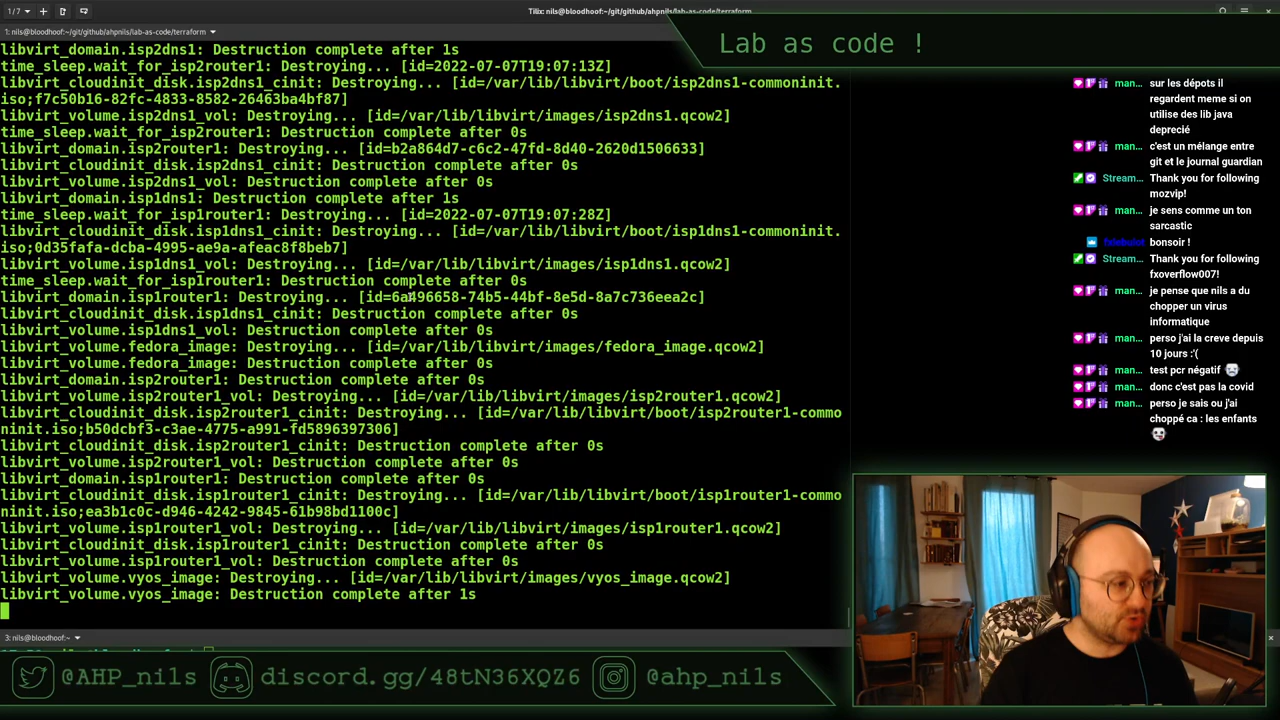 1/7
Tilix: nils@bloodhoof:~/git/github/ahpnils/lab-as-code/terraform
1: nils@bloodhoof:~/git/github/ahpnils/lab-as-code/terraform
Lab as code !
libvirt_domain.isp2dns1: Destruction complete after 1s
time_sleep.wait_for_isp2router1: Destroying... [id=2022-07-07T19:07:13Z]
libvirt_cloudinit_disk.isp2dns1_cinit: Destroying... [id=/var/lib/libvirt/boot/isp2dns1-commoninit.
iso;f7c50b16-82fc-4833-8582-26463ba4bf87]
libvirt_volume.isp2dns1_vol: Destroying... [id=/var/lib/libvirt/images/isp2dns1.qcow2]
time_sleep.wait_for_isp2router1: Destruction complete after 0s
libvirt_domain.isp2router1: Destroying... [id=b2a864d7-c6c2-47fd-8d40-2620d1506633]
libvirt_cloudinit_disk.isp2dns1_cinit: Destruction complete after 0s
libvirt_volume.isp2dns1_vol: Destruction complete after 0s
libvirt_domain.isp1dns1: Destruction complete after 1s
time_sleep.wait_for_isp1router1: Destroying... [id=2022-07-07T19:07:28Z]
libvirt_cloudinit_disk.isp1dns1_cinit: Destroying... [id=/var/lib/libvirt/boot/isp1dns1-commoninit.
iso;0d35fafa-dcba-4995-ae9a-afeac8f8beb7]
libvirt_volume.isp1dns1_vol: Destroying... [id=/var/lib/libvirt/images/isp1dns1.qcow2]
time_sleep.wait_for_isp1router1: Destruction complete after 0s
libvirt_domain.isp1router1: Destroying... [id=6a496658-74b5-44bf-8e5d-8a7c736eea2c]
libvirt_cloudinit_disk.isp1dns1_cinit: Destruction complete after 0s
libvirt_volume.isp1dns1_vol: Destruction complete after 0s
libvirt_volume.fedora_image: Destroying... [id=/var/lib/libvirt/images/fedora_image.qcow2]
libvirt_volume.fedora_image: Destruction complete after 0s
libvirt_domain.isp2router1: Destruction complete after 0s
libvirt_volume.isp2router1_vol: Destroying... [id=/var/lib/libvirt/images/isp2router1.qcow2]
libvirt_cloudinit_disk.isp2router1_cinit: Destroying... [id=/var/lib/libvirt/boot/isp2router1-commo
ninit.iso;b50dcbf3-c3ae-4775-a991-fd5896397306]
libvirt_cloudinit_disk.isp2router1_cinit: Destruction complete after 0s
libvirt_volume.isp2router1_vol: Destruction complete after 0s
libvirt_domain.isp1router1: Destruction complete after 0s
libvirt_cloudinit_disk.isp1router1_cinit: Destroying... [id=/var/lib/libvirt/boot/isp1router1-commo
ninit.iso;ea3b1c0c-d946-4242-9845-61b98bd1100c]
libvirt_volume.isp1router1_vol: Destroying... [id=/var/lib/libvirt/images/isp1router1.qcow2]
libvirt_cloudinit_disk.isp1router1_cinit: Destruction complete after 0s
libvirt_volume.isp1router1_vol: Destruction complete after 0s
libvirt_volume.vyos_image: Destroying... [id=/var/lib/libvirt/images/vyos_image.qcow2]
libvirt_volume.vyos_image: Destruction complete after 1s
3: nils@bloodhoof:~
man... sur les dépots il
regardent meme si on
utilise des lib java
deprecié
man... c'est un mélange entre
git et le journal guardian
Stream... Thank you for following
mozvip!
man... je sens comme un ton
sarcastic
bonsoir !
Stream... Thank you for following
fxoverflow007!
man... je pense que nils a du
chopper un virus
informatique
man... perso j'ai la creve depuis
10 jours :'(
man... test pcr négatif
man... donc c'est pas la covid
man... perso je sais ou j'ai
choppé ca : les enfants
@AHP_nils
discord.gg/48tN36XQZ6
@ahp_nils